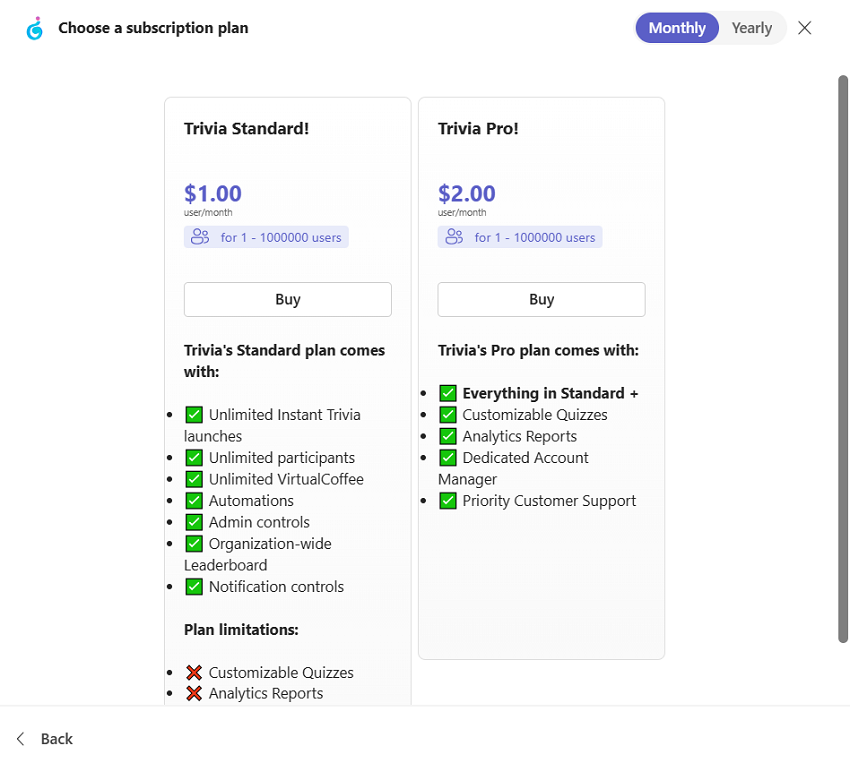 Choose a subscription plan
Monthly
Yearly
Trivia Standard!
$1.00
user/month
for 1 - 1000000 users
Buy
Trivia's Standard plan comes
with:
Unlimited Instant Trivia
launches
Unlimited participants
Unlimited VirtualCoffee
Automations
Admin controls
Organization-wide
Leaderboard
Notification controls
Plan limitations:
Customizable Quizzes
Analytics Reports
Trivia Pro!
$2.00
user/month
for 1 - 1000000 users
Buy
Trivia's Pro plan comes with:
Everything in Standard +
Customizable Quizzes
Analytics Reports
Dedicated Account
Manager
Priority Customer Support
Back